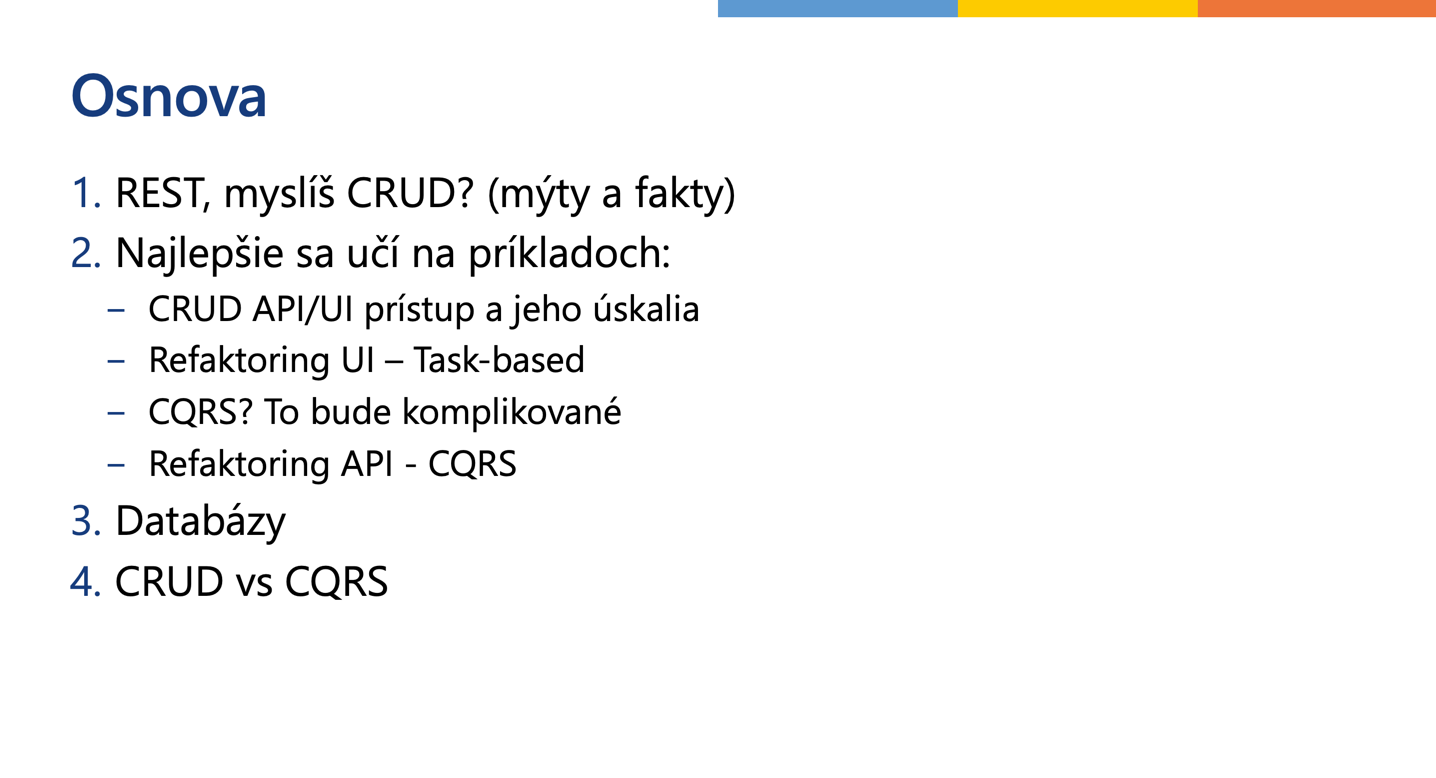 Osnova
1. REST, myslíš CRUD? (mýty a fakty)
2. Najlepšie sa učí na príkladoch:
– CRUD API/UI prístup a jeho úskalia
– Refaktoring UI – Task-based
– CQRS? To bude komplikované
– Refaktoring API - CQRS
3. Databázy
4. CRUD vs CQRS